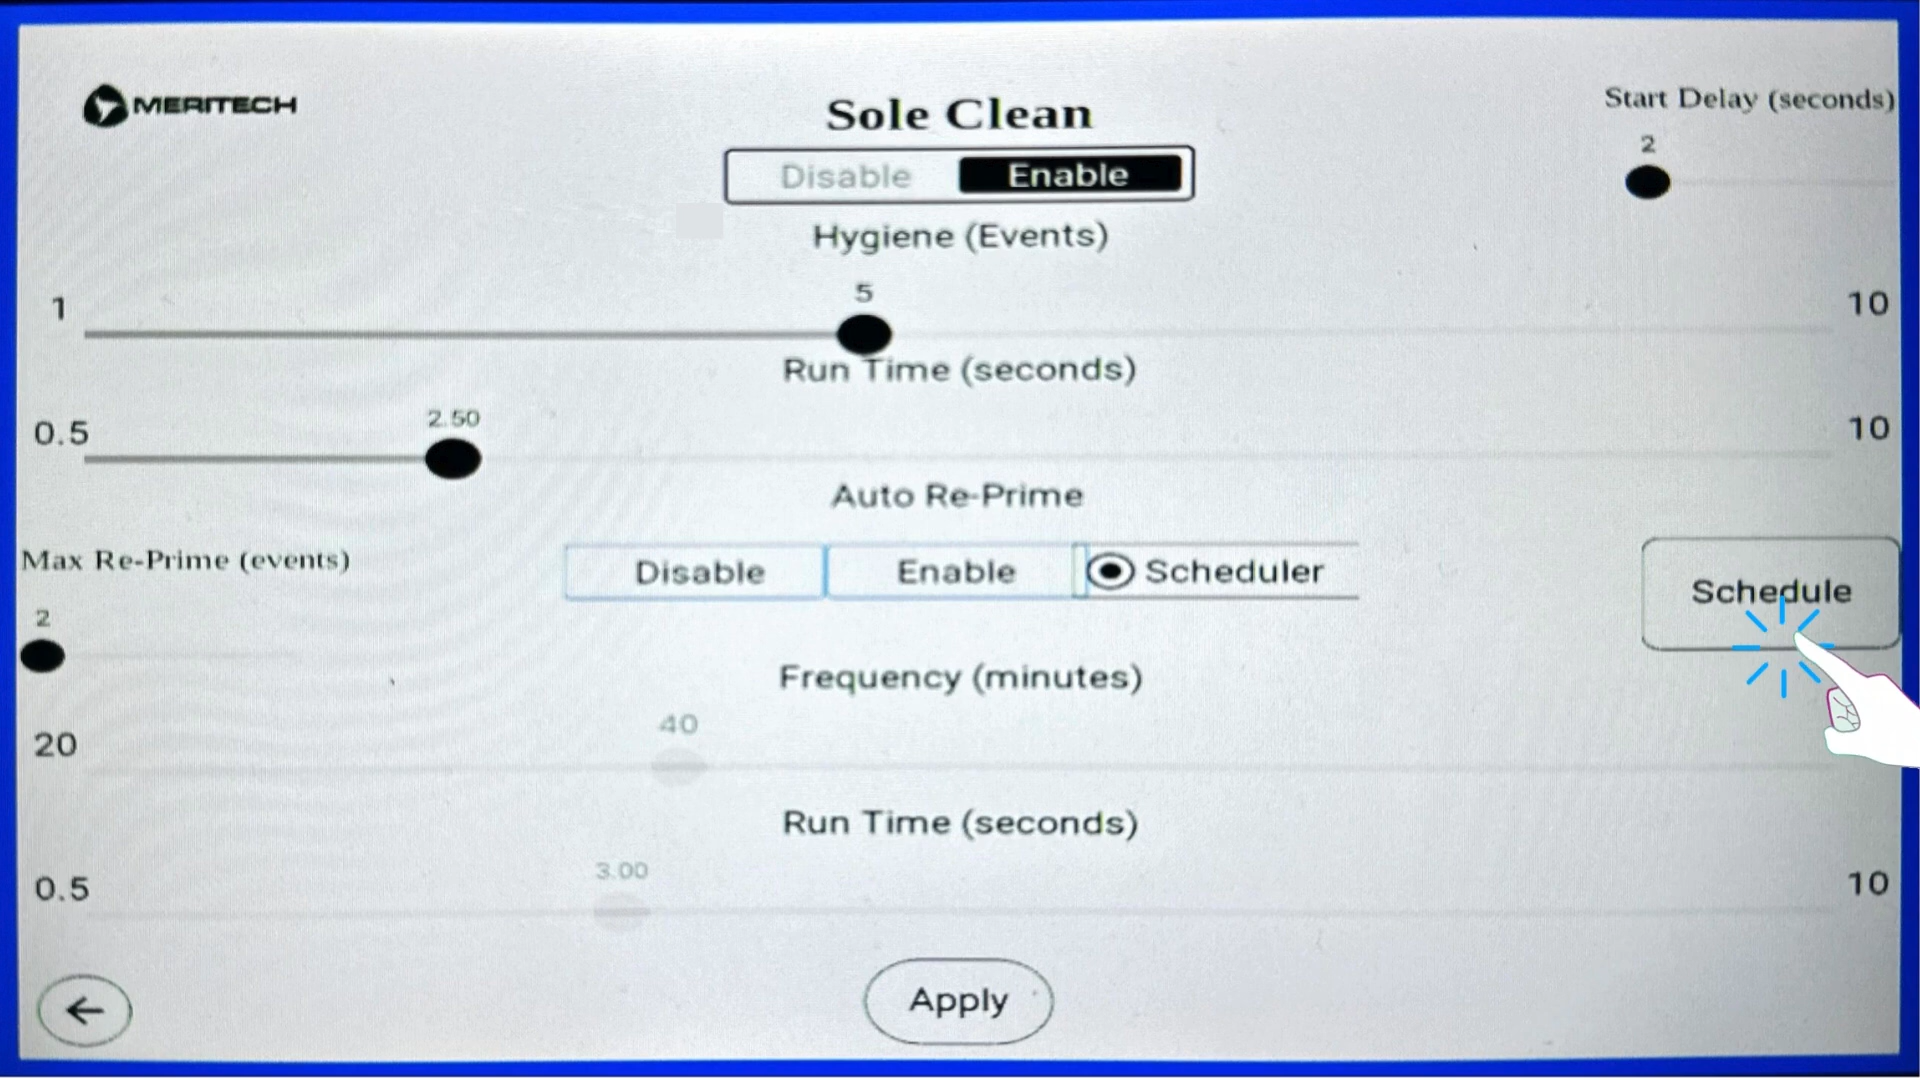 MERITECH
Sole Clean
Start Delay (seconds)
Disable Enable
2
Hygiene (Events)
1 5 10
Run Time (seconds)
0.5 2.50 10
Auto Re-Prime
Max Re-Prime (events)
Disable Enable Scheduler
Schedule
2
Frequency (minutes)
20 40
Run Time (seconds)
0.5 3.00 10
Apply